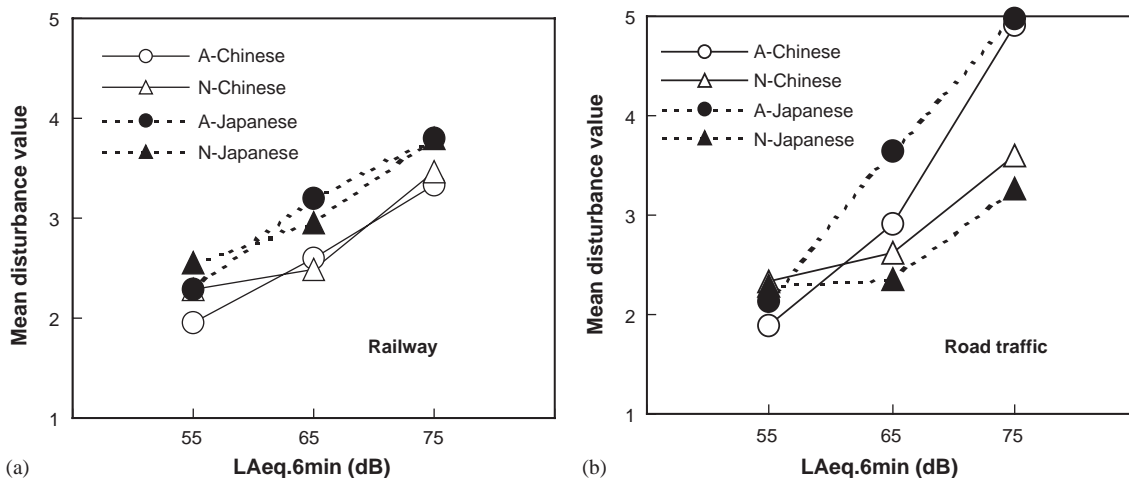 5
4
3
2
1
Mean disturbance value
A-Chinese
N-Chinese
A-Japanese
N-Japanese
Railway
55 65 75
(a) LAeq.6min (dB)
5
4
3
2
1
Mean disturbance value
A-Chinese
N-Chinese
A-Japanese
N-Japanese
Road traffic
55 65 75
(b) LAeq.6min (dB)